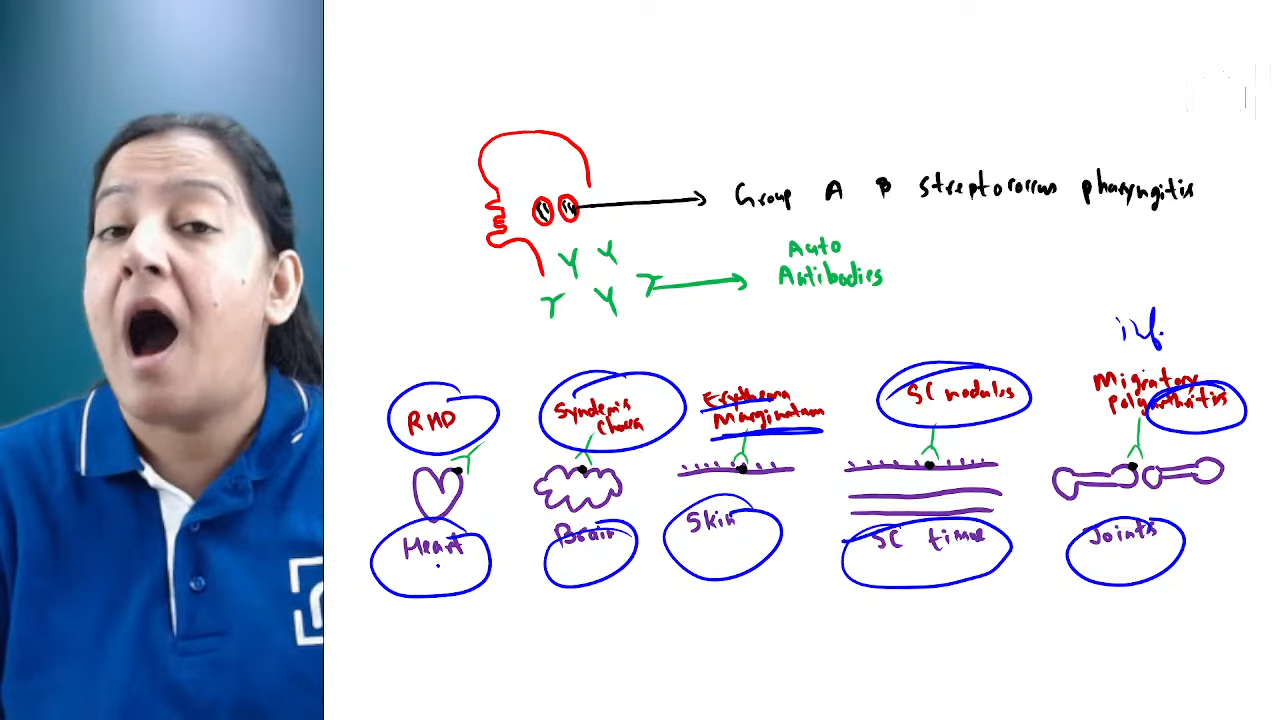 Group A β streptococcus pharyngitis
Auto
Antibodies
inf.
RHD
Syndem's
Chorea
Erythema
Marginatum
SC nodules
Migratory
polyarthritis
Heart
Brain
Skin
SC tissue
Joints